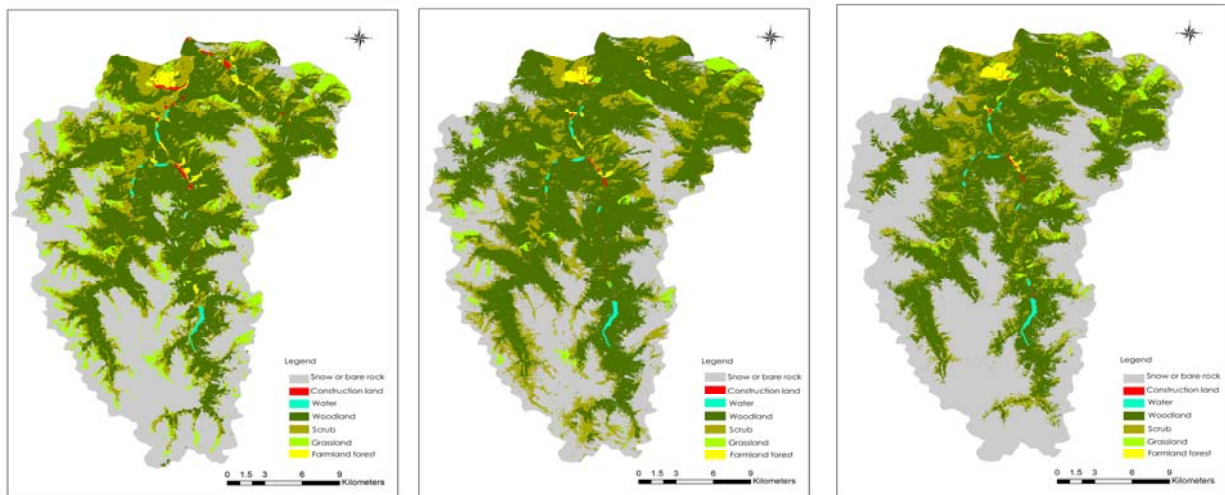 Legend
Snow or bare rock
Construction land
Water
Woodland
Scrub
Grassland
Farmland forest
0 1.5 3 6 9
Kilometers
Legend
Snow or bare rock
Construction land
Water
Woodland
Scrub
Grassland
Farmland forest
0 1.5 3 6 9
Kilometers
Legend
Snow or bare rock
Construction land
Water
Woodland
Scrub
Grassland
Farmland forest
0 1.5 3 6 9
Kilometers